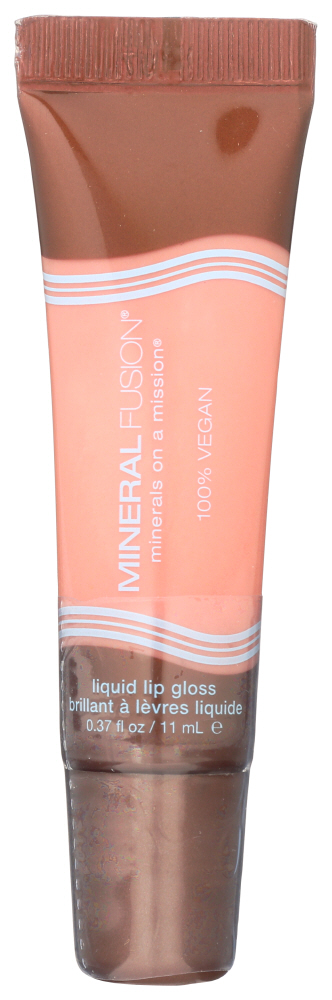 MINERAL FUSION®
minerals on a mission®
100% VEGAN
liquid lip gloss
brillant à lèvres liquide
0.37 fl oz / 11 mL ℮